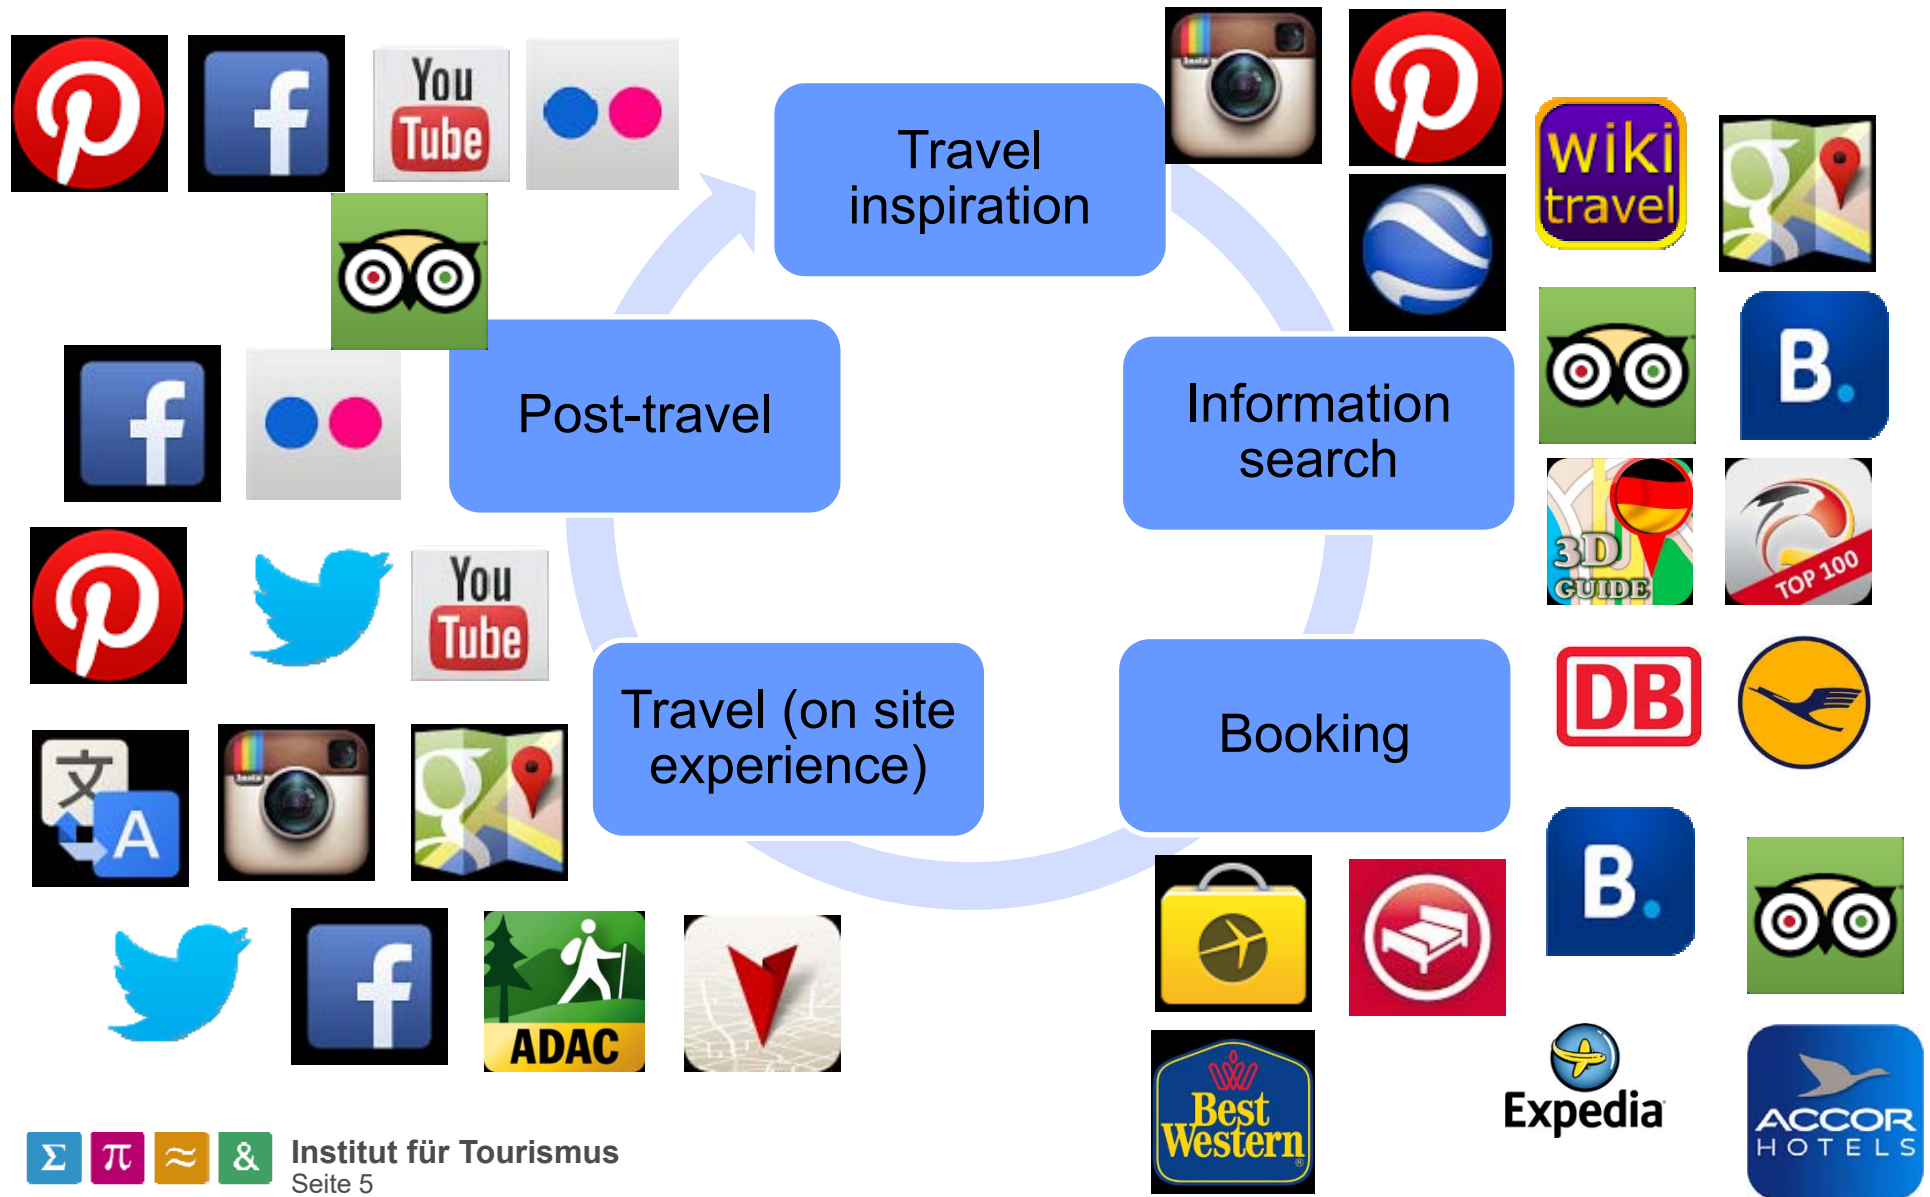 You
Tube
Travel
inspiration
wiki
travel
Information
search
B.
3D
GUIDE
TOP 100
Post-travel
You
Tube
DB
Travel (on site
experience)
Booking
文
A
B.
ADAC
Best
Western
Expedia
ACCOR
HOTELS
Σ π ≈ &
Institut für Tourismus
Seite 5